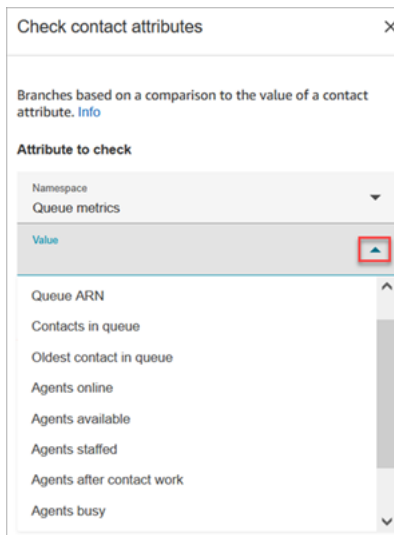 Check contact attributes
Branches based on a comparison to the value of a contact
attribute. Info
Attribute to check
Namespace
Queue metrics
Value
Queue ARN
Contacts in queue
Oldest contact in queue
Agents online
Agents available
Agents staffed
Agents after contact work
Agents busy